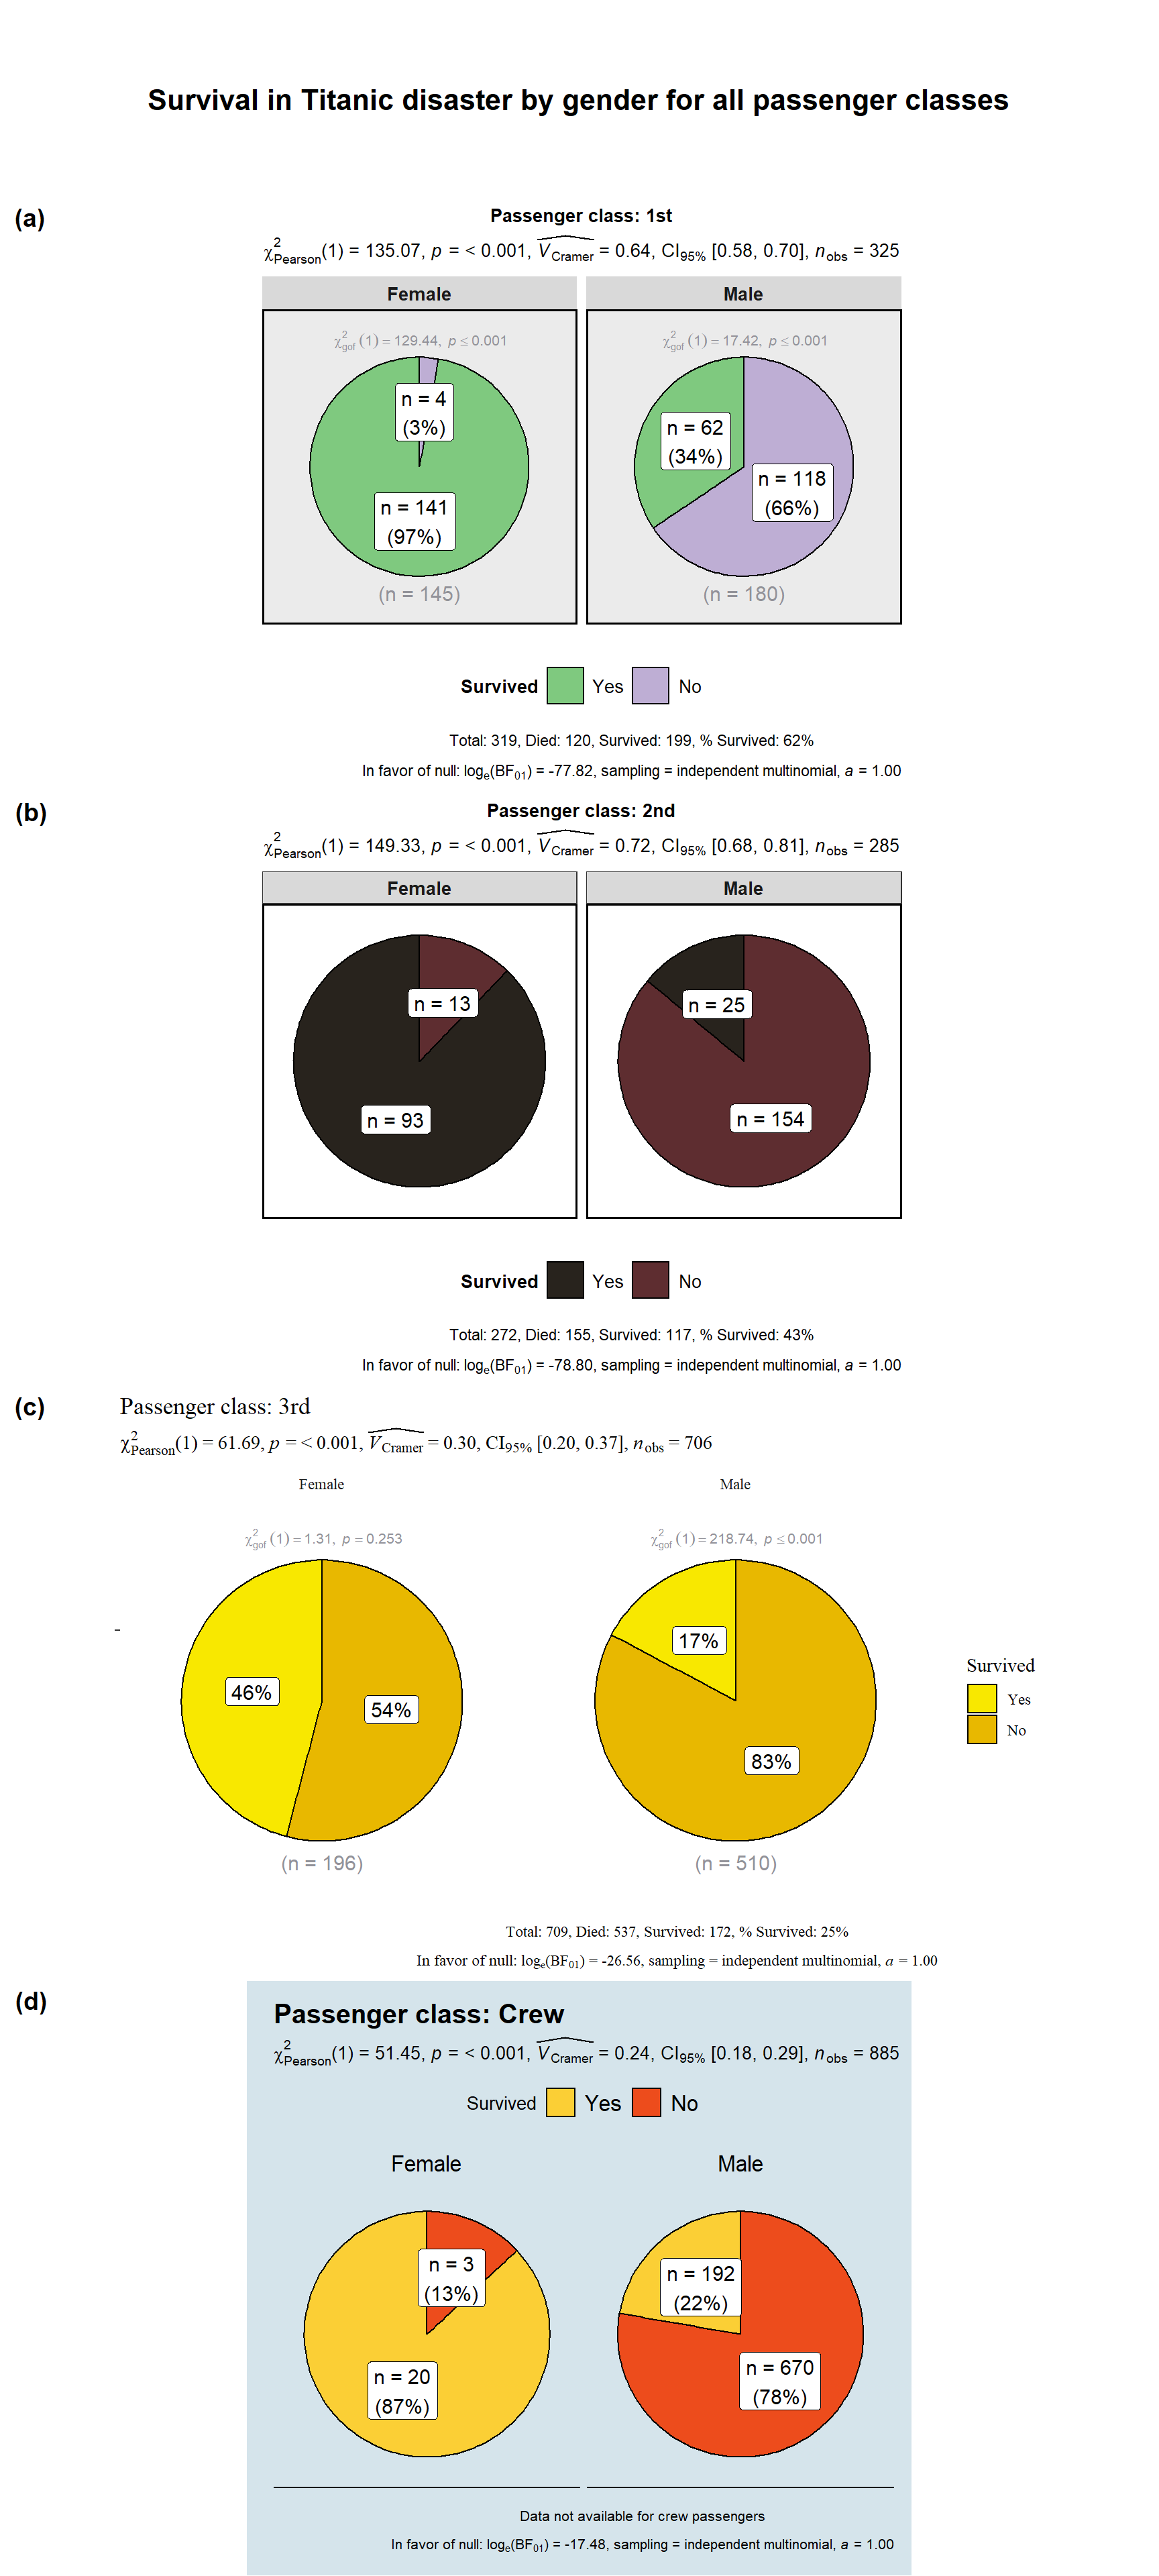 Survival in Titanic disaster by gender for all passenger classes
(a)
Passenger class: 1st
χ²Pearson(1) = 135.07, p = < 0.001, V̂Cramer = 0.64, CI95% [0.58, 0.70], nobs = 325
Female
Male
χ²gof (1) = 129.44, p ≤ 0.001
χ²gof (1) = 17.42, p ≤ 0.001
n = 4
(3%)
n = 141
(97%)
n = 62
(34%)
n = 118
(66%)
(n = 145)
(n = 180)
Survived Yes No
Total: 319, Died: 120, Survived: 199, % Survived: 62%
In favor of null: loge(BF01) = -77.82, sampling = independent multinomial, a = 1.00
(b)
Passenger class: 2nd
χ²Pearson(1) = 149.33, p = < 0.001, V̂Cramer = 0.72, CI95% [0.68, 0.81], nobs = 285
Female
Male
n = 13
n = 93
n = 25
n = 154
Survived Yes No
Total: 272, Died: 155, Survived: 117, % Survived: 43%
In favor of null: loge(BF01) = -78.80, sampling = independent multinomial, a = 1.00
(c)
Passenger class: 3rd
χ²Pearson(1) = 61.69, p = < 0.001, V̂Cramer = 0.30, CI95% [0.20, 0.37], nobs = 706
Female
Male
χ²gof (1) = 1.31, p = 0.253
χ²gof (1) = 218.74, p ≤ 0.001
46%
54%
17%
83%
(n = 196)
(n = 510)
Survived
Yes
No
Total: 709, Died: 537, Survived: 172, % Survived: 25%
In favor of null: loge(BF01) = -26.56, sampling = independent multinomial, a = 1.00
(d)
Passenger class: Crew
χ²Pearson(1) = 51.45, p = < 0.001, V̂Cramer = 0.24, CI95% [0.18, 0.29], nobs = 885
Survived Yes No
Female
Male
n = 3
(13%)
n = 20
(87%)
n = 192
(22%)
n = 670
(78%)
Data not available for crew passengers
In favor of null: loge(BF01) = -17.48, sampling = independent multinomial, a = 1.00